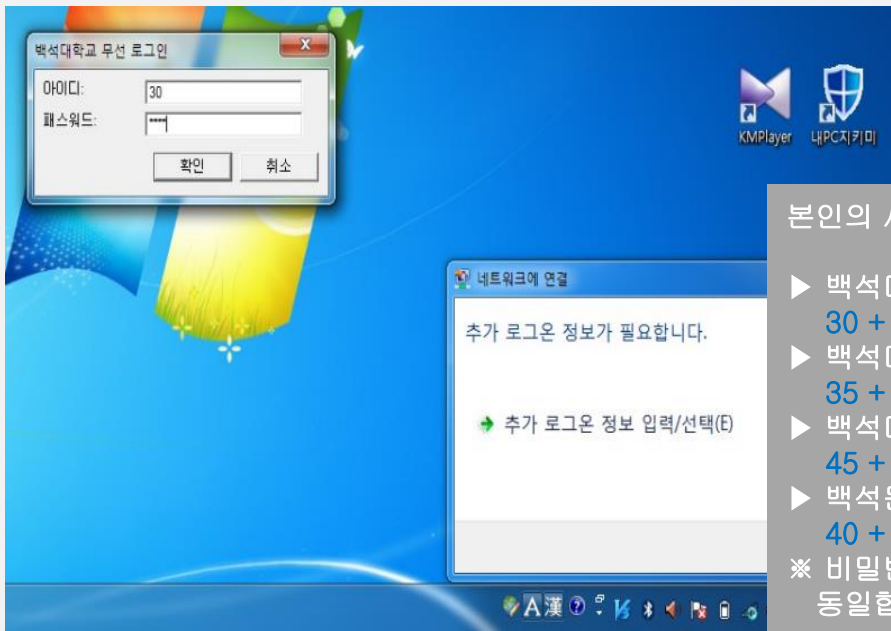 백석대학교 무선 로그인
아이디:
30
패스워드:
****
확인
취소
KMPlayer
내PC지키미
네트워크에 연결
추가 로그온 정보가 필요합니다.
추가 로그온 정보 입력/선택(E)
A漢
본인의
▶ 백석
30 +
▶ 백석
35 +
▶ 백석
45 +
▶ 백석
40 +
※ 비밀
동일합